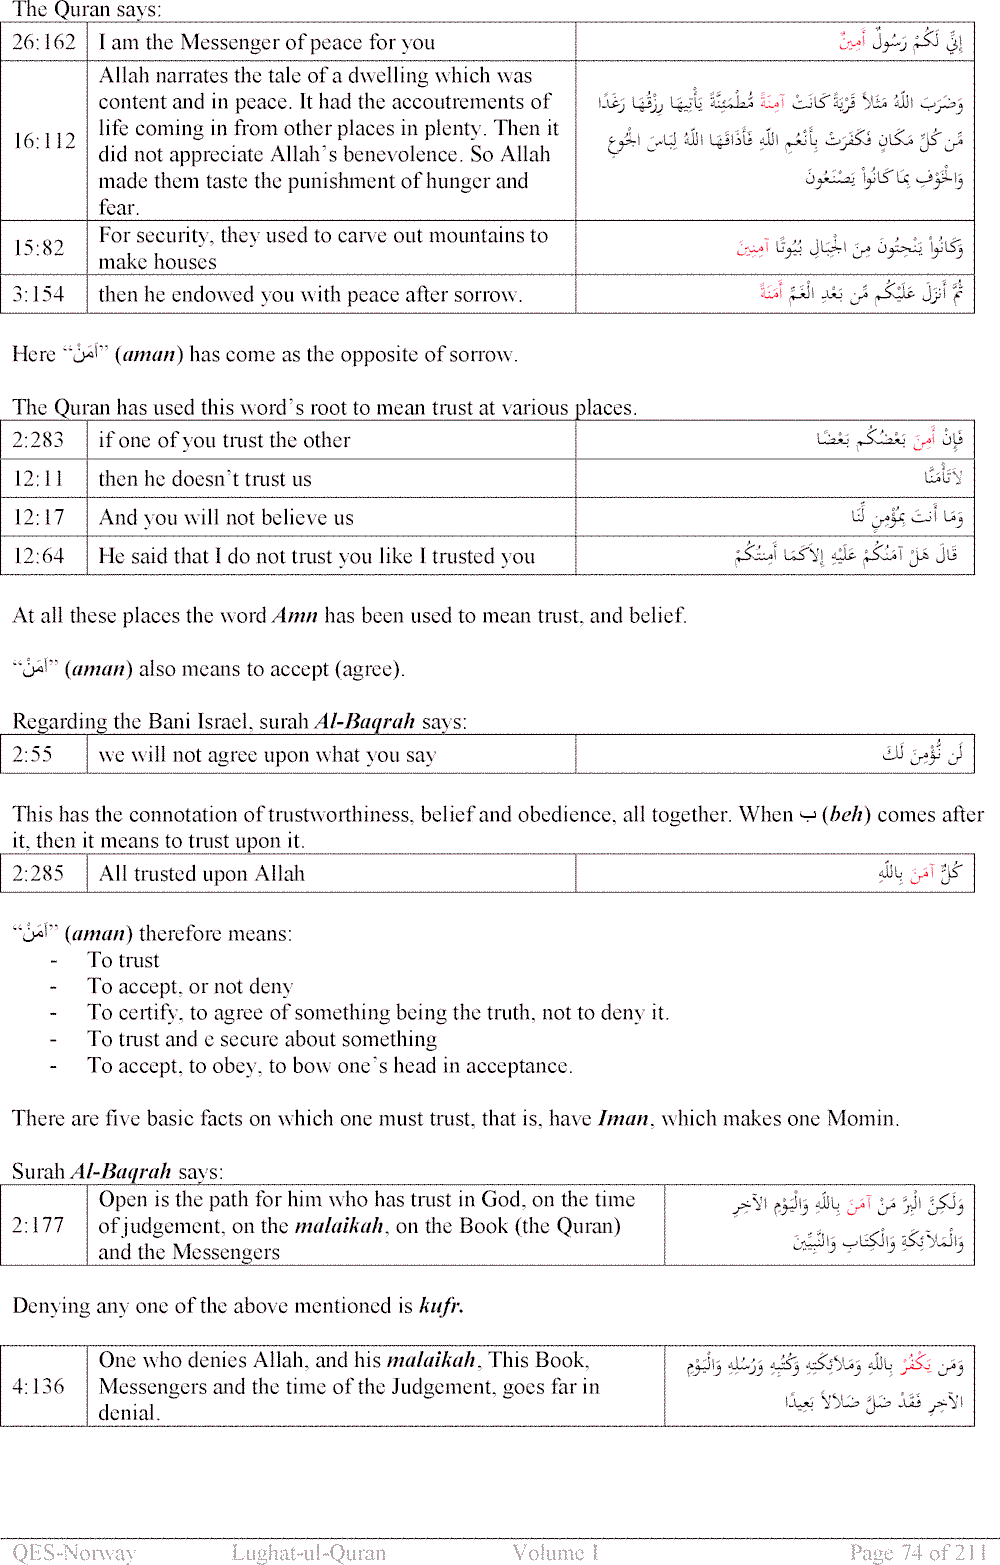 The Quran says:
26:162 I am the Messenger of peace for you إِنِّي لَكُمْ رَسُولٌ أَمِينٌ
Allah narrates the tale of a dwelling which was
content and in peace. It had the accoutrements of
life coming in from other places in plenty. Then it
16:112 did not appreciate Allah's benevolence. So Allah
made them taste the punishment of hunger and
fear.
وَضَرَبَ اللّهُ مَثَلاً قَرْيَةً كَانَتْ آمِنَةً مُّطْمَئِنَّةً يَأْتِيهَا رِزْقُهَا رَغَدًا
مِّن كُلِّ مَكَانٍ فَكَفَرَتْ بِأَنْعُمِ اللّهِ فَأَذَاقَهَا اللّهُ لِبَاسَ الْجُوعِ
وَالْخَوْفِ بِمَا كَانُواْ يَصْنَعُونَ
15:82 For security, they used to carve out mountains to
make houses
وَكَانُواْ يَنْحِتُونَ مِنَ الْجِبَالِ بُيُوتًا آمِنِينَ
3:154 then he endowed you with peace after sorrow. ثُمَّ أَنزَلَ عَلَيْكُم مِّن بَعْدِ الْغَمِّ أَمَنَةً
Here “اَمَنْ” (aman) has come as the opposite of sorrow.
The Quran has used this word's root to mean trust at various places.
2:283 if one of you trust the other فَإِنْ أَمِنَ بَعْضُكُم بَعْضًا
12:11 then he doesn't trust us لاَ تَأْمَنَّا
12:17 And you will not believe us وَمَا أَنتَ بِمُؤْمِنٍ لِّنَا
12:64 He said that I do not trust you like I trusted you قَالَ هَلْ آمَنُكُمْ عَلَيْهِ إِلاَّ كَمَا أَمِنتُكُمْ
At all these places the word Amn has been used to mean trust, and belief.
“اَمَنْ” (aman) also means to accept (agree).
Regarding the Bani Israel, surah Al-Baqrah says:
2:55 we will not agree upon what you say لَن نُّؤْمِنَ لَكَ
This has the connotation of trustworthiness, belief and obedience, all together. When ب (beh) comes after
it, then it means to trust upon it.
2:285 All trusted upon Allah كُلٌّ آمَنَ بِاللّهِ
“اَمَنْ” (aman) therefore means:
- To trust
- To accept, or not deny
- To certify, to agree of something being the truth, not to deny it.
- To trust and e secure about something
- To accept, to obey, to bow one's head in acceptance.
There are five basic facts on which one must trust, that is, have Iman, which makes one Momin.
Surah Al-Baqrah says:
Open is the path for him who has trust in God, on the time
2:177 of judgement, on the malaikah, on the Book (the Quran)
and the Messengers
وَلَكِنَّ الْبِرَّ مَنْ آمَنَ بِاللّهِ وَالْيَوْمِ الآخِرِ
وَالْمَلآئِكَةِ وَالْكِتَابِ وَالنَّبِيِّينَ
Denying any one of the above mentioned is kufr.
One who denies Allah, and his malaikah, This Book,
4:136 Messengers and the time of the Judgement, goes far in
denial.
وَمَن يَكْفُرْ بِاللّهِ وَمَلاَئِكَتِهِ وَكُتُبِهِ وَرُسُلِهِ وَالْيَوْمِ
الآخِرِ فَقَدْ ضَلَّ ضَلاَلاً بَعِيدًا
QES-Norway Lughat-ul-Quran Volume I Page 74 of 211